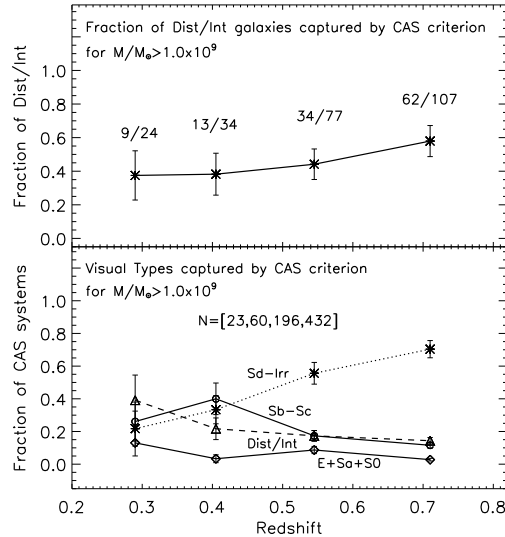 Fraction of Dist/Int galaxies captured by CAS criterion
for M/M☉>1.0x10⁹
1.0
0.8
0.6
0.4
0.2
0.0
Fraction of Dist/Int
9/24
13/34
34/77
62/107
Visual Types captured by CAS criterion
for M/M☉>1.0x10⁹
N=[23,60,196,432]
1.0
0.8
0.6
0.4
0.2
0.0
Fraction of CAS systems
Sd-Irr
Sb-Sc
Dist/Int
E+Sa+S0
0.2 0.3 0.4 0.5 0.6 0.7 0.8
Redshift